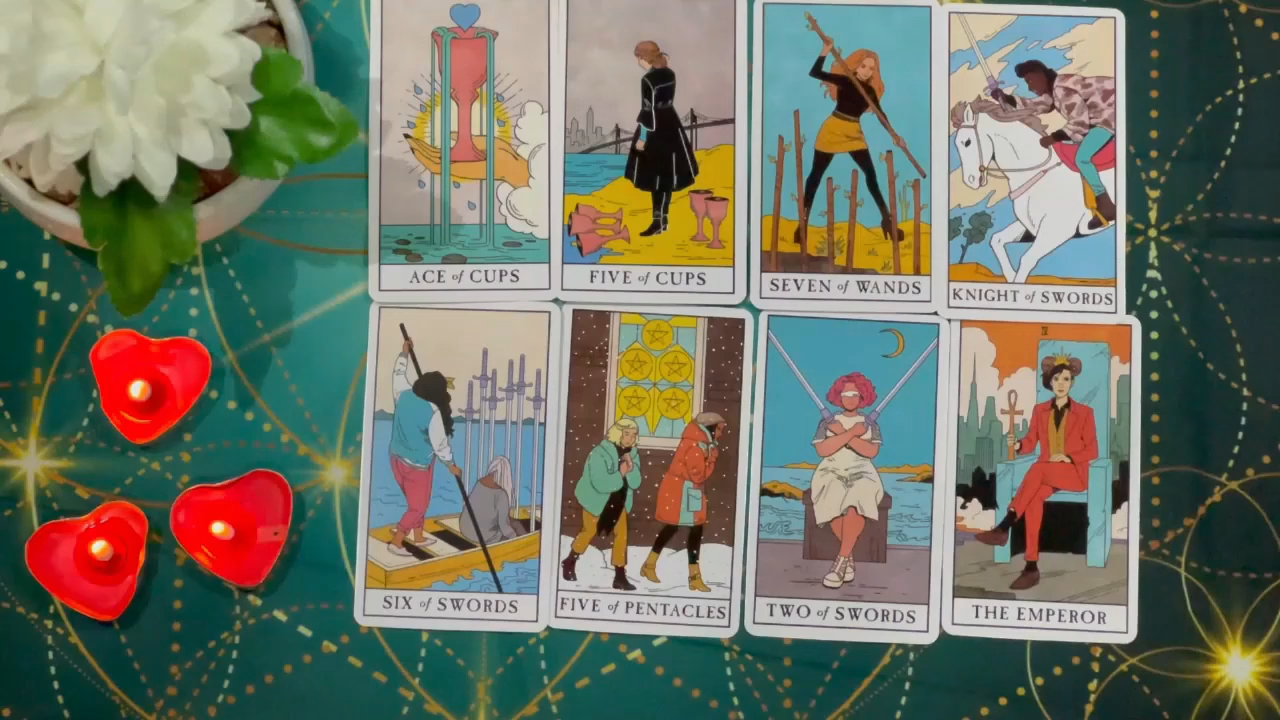 ACE of CUPS
FIVE of CUPS
SEVEN of WANDS
KNIGHT of SWORDS
IV
SIX of SWORDS
FIVE of PENTACLES
TWO of SWORDS
THE EMPEROR